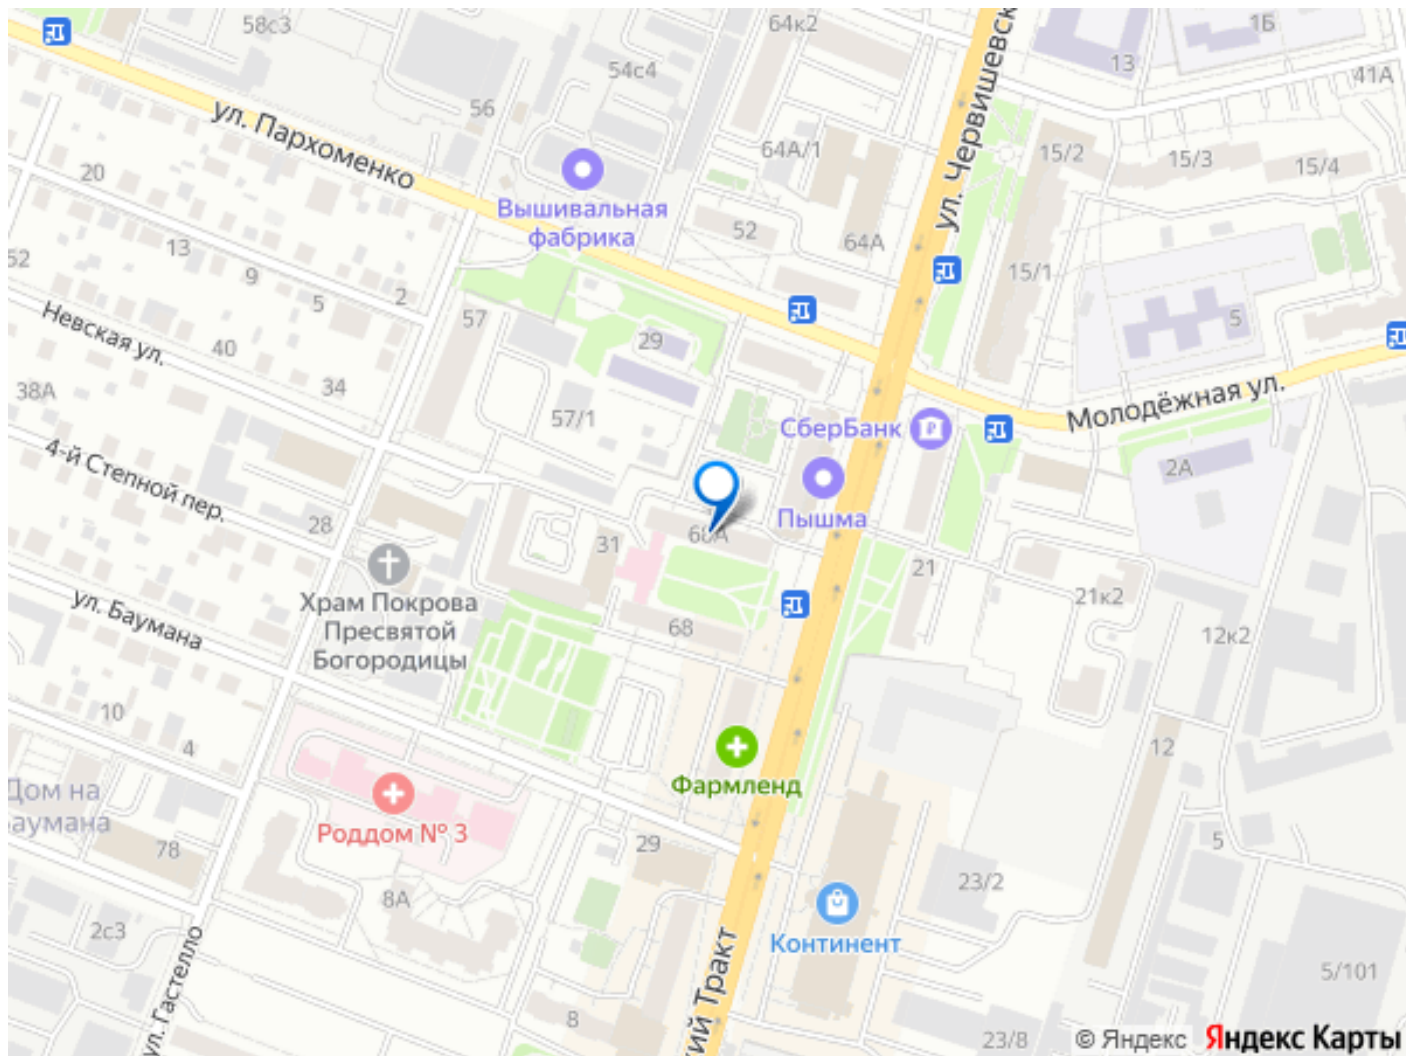 58с3
64к2
1Б
ул. Червишевск
54с4
13
41А
56
ул. Пархоменко
64А/1
15/2
15/3
15/4
20
Вышивальная
фабрика
52
64А
13
52
9
5
2
15/1
57
5
Невская ул.
40
29
34
38А
Молодёжная ул.
57/1
СберБанк
4-й Степной пер.
2А
28
Пышма
68А
31
21
Храм Покрова
Пресвятой
Богородицы
ул. Баумана
21к2
68
12к2
10
4
12
Фармленд
Дом на
аумана
Роддом № 3
78
29
5
23/2
8А
2с3
Континент
ул. Гастелло
кий Тракт
5/101
8
23/8
© Яндекс Яндекс Карты